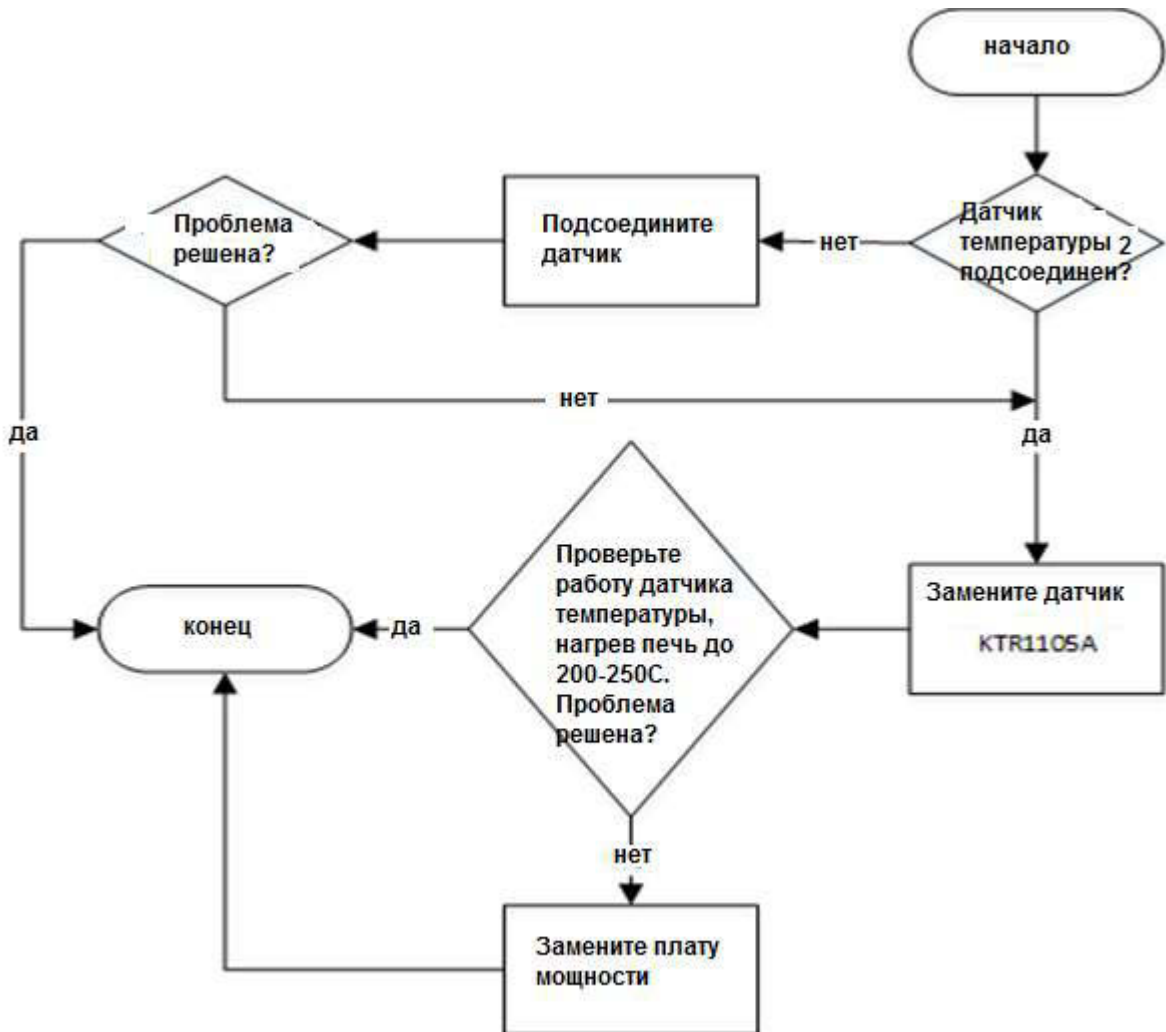 начало
Датчик
температуры 2
подсоединен?
нет
Подсоедините
датчик
Проблема
решена?
нет
да
да
Замените датчик
KTR1105A
Проверьте
работу датчика
температуры,
нагрев печь до
200-250С.
Проблема
решена?
да
конец
нет
Замените плату
мощности